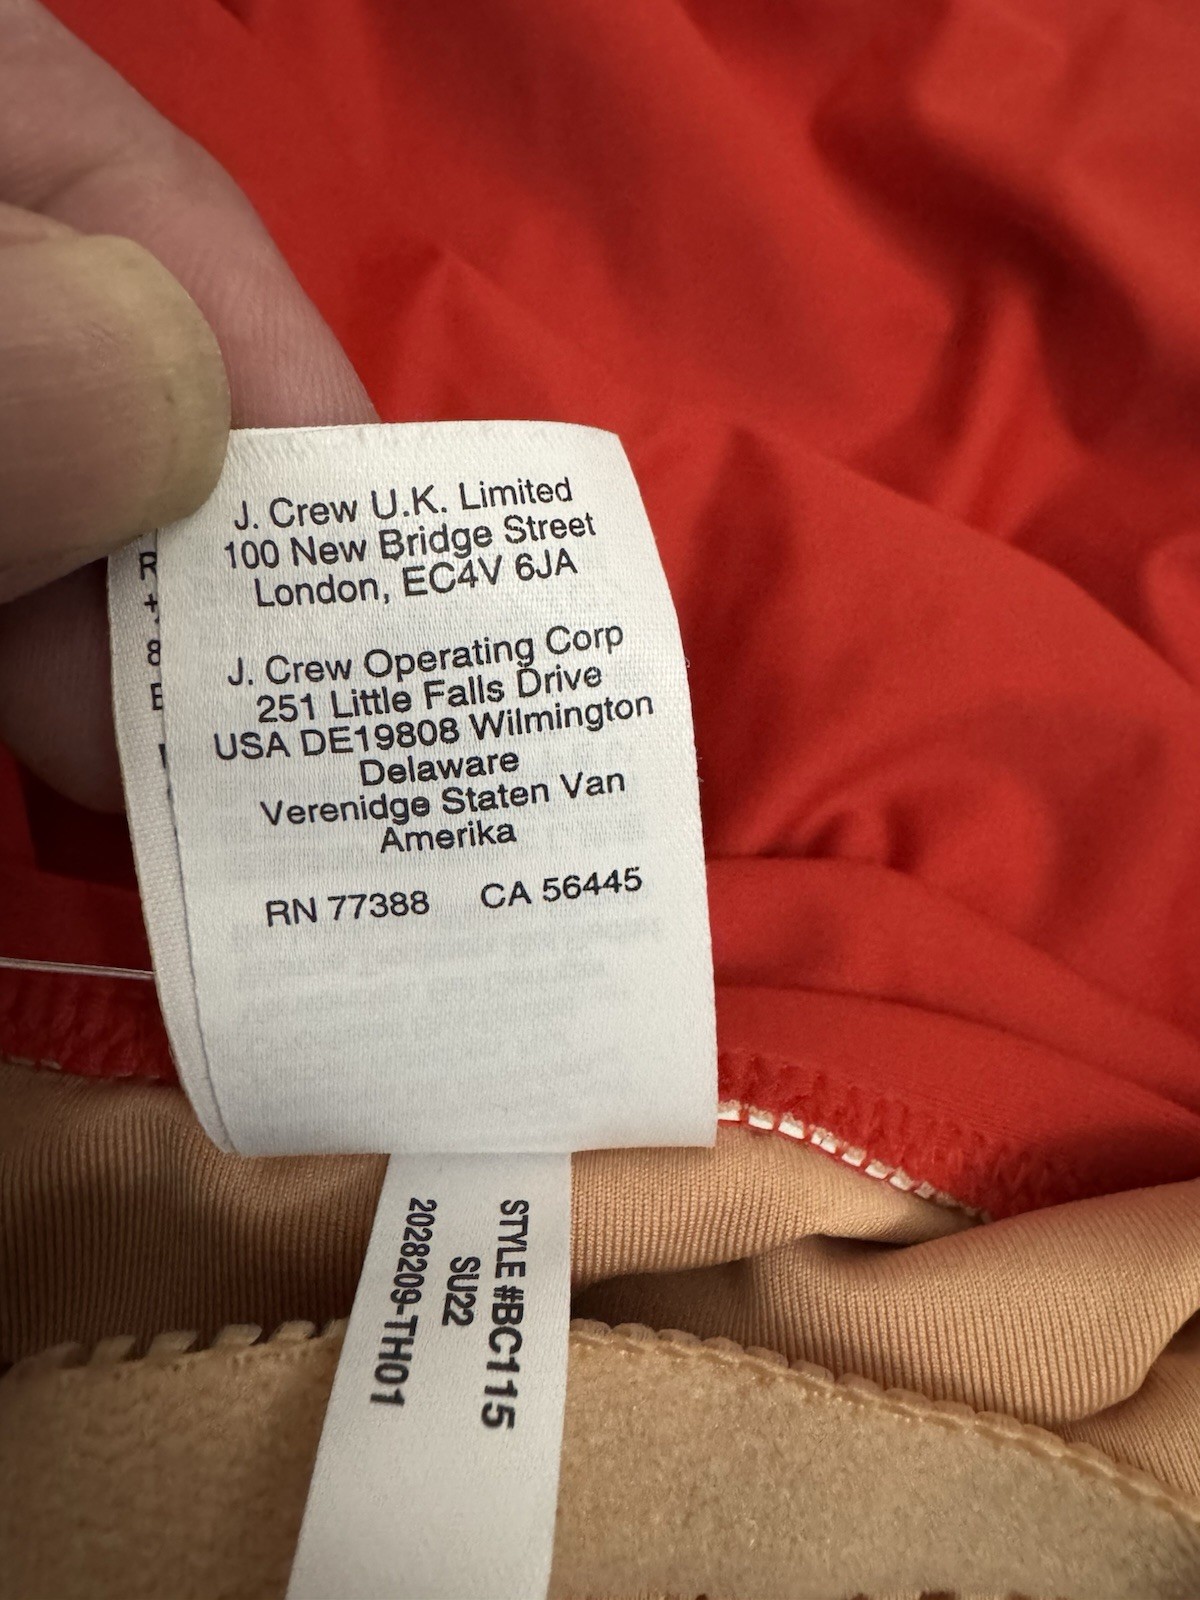 J. Crew U.K. Limited
100 New Bridge Street
London, EC4V 6JA
J. Crew Operating Corp
251 Little Falls Drive
USA DE19808 Wilmington
Delaware
Verenidge Staten Van
Amerika
RN 77388 CA 56445
STYLE #BC115
SU22
2028209-TH01